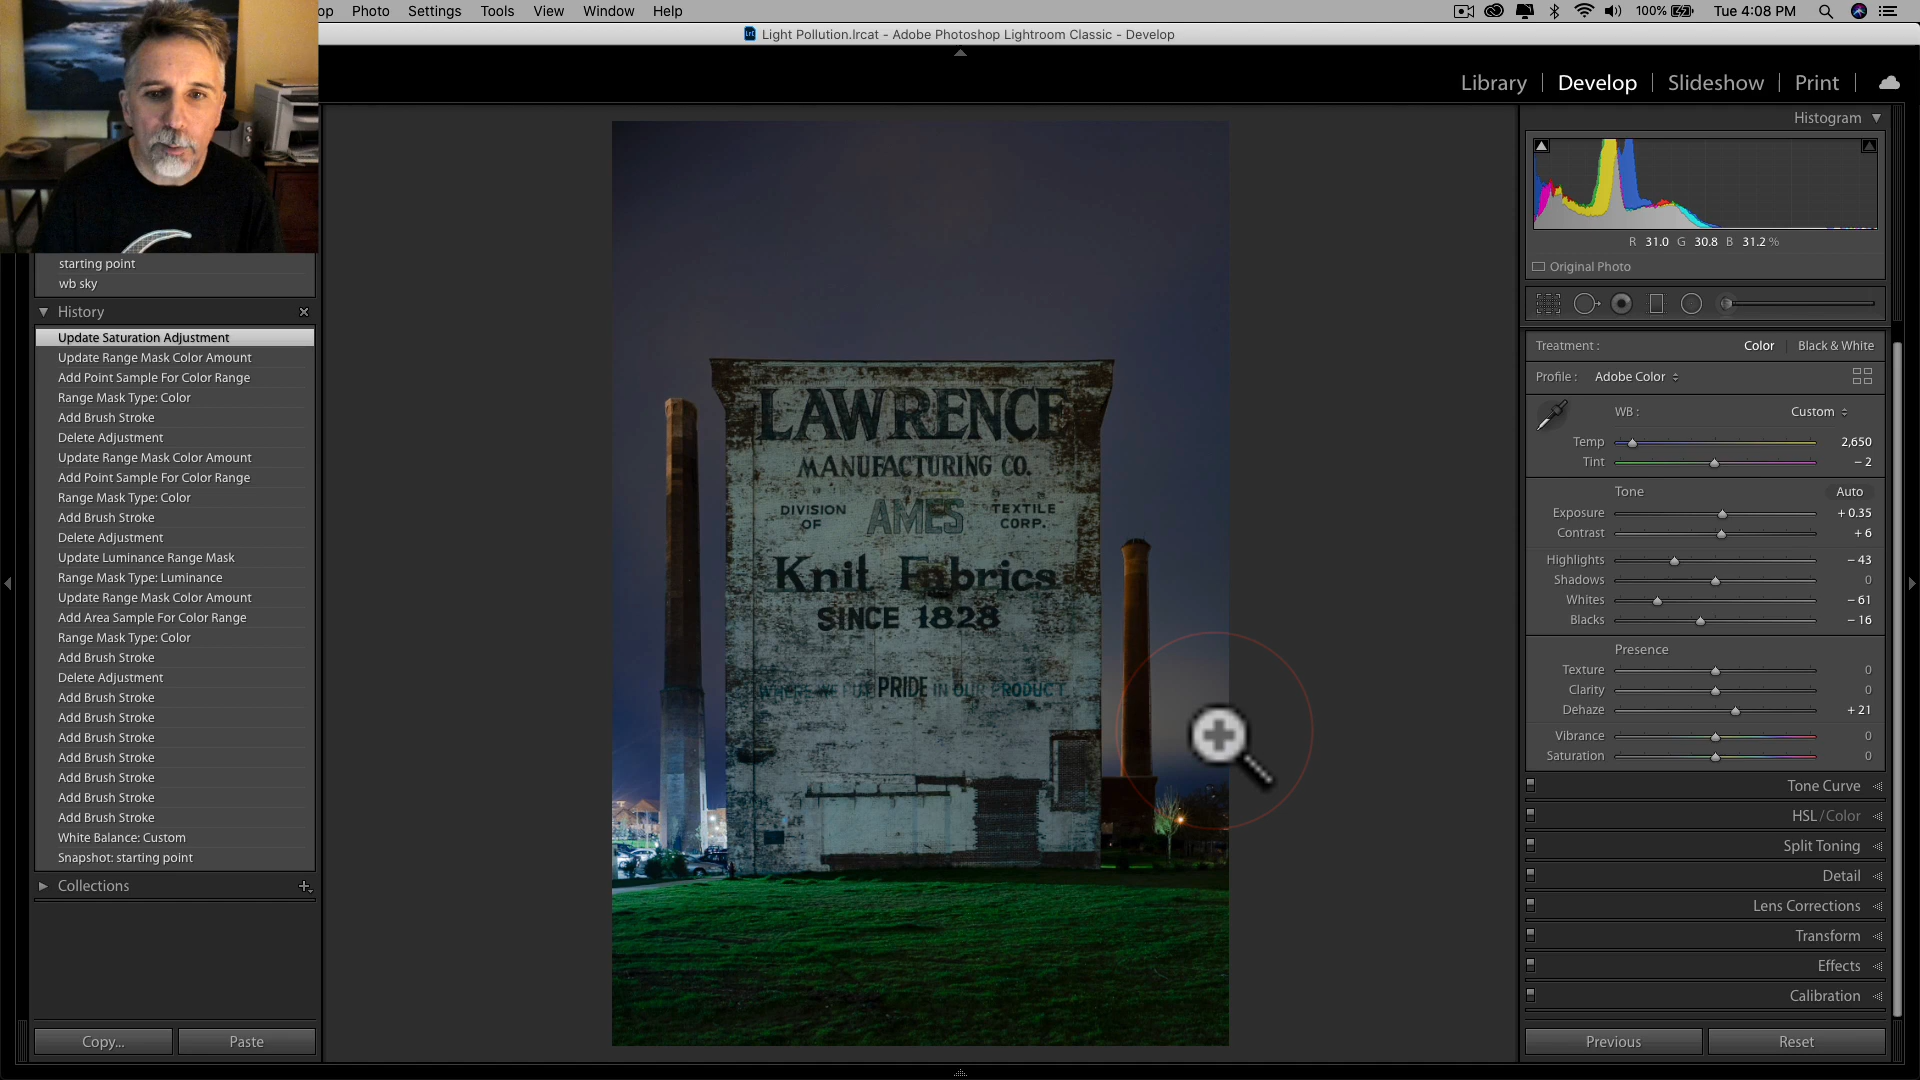 op Photo Settings Tools View Window Help
100% Tue 4:08 PM
Light Pollution.lrcat - Adobe Photoshop Lightroom Classic - Develop
Library Develop Slideshow Print
starting point
wb sky
History
Update Saturation Adjustment
Update Range Mask Color Amount
Add Point Sample For Color Range
Range Mask Type: Color
Add Brush Stroke
Delete Adjustment
Update Range Mask Color Amount
Add Point Sample For Color Range
Range Mask Type: Color
Add Brush Stroke
Delete Adjustment
Update Luminance Range Mask
Range Mask Type: Luminance
Update Range Mask Color Amount
Add Area Sample For Color Range
Range Mask Type: Color
Add Brush Stroke
Delete Adjustment
Add Brush Stroke
Add Brush Stroke
Add Brush Stroke
Add Brush Stroke
Add Brush Stroke
Add Brush Stroke
Add Brush Stroke
White Balance: Custom
Snapshot: starting point
Collections
Copy... Paste
LAWRENCE
MANUFACTURING CO.
DIVISION OF AMES TEXTILE CORP.
Knit Fabrics
SINCE 1828
WHERE WE PUT PRIDE IN OUR PRODUCT
Histogram
R 31.0 G 30.8 B 31.2 %
Original Photo
Treatment : Color Black & White
Profile : Adobe Color
WB : Custom
Temp 2,650
Tint – 2
Tone Auto
Exposure + 0.35
Contrast + 6
Highlights – 43
Shadows 0
Whites – 61
Blacks – 16
Presence
Texture 0
Clarity 0
Dehaze + 21
Vibrance 0
Saturation 0
Tone Curve
HSL / Color
Split Toning
Detail
Lens Corrections
Transform
Effects
Calibration
Previous Reset